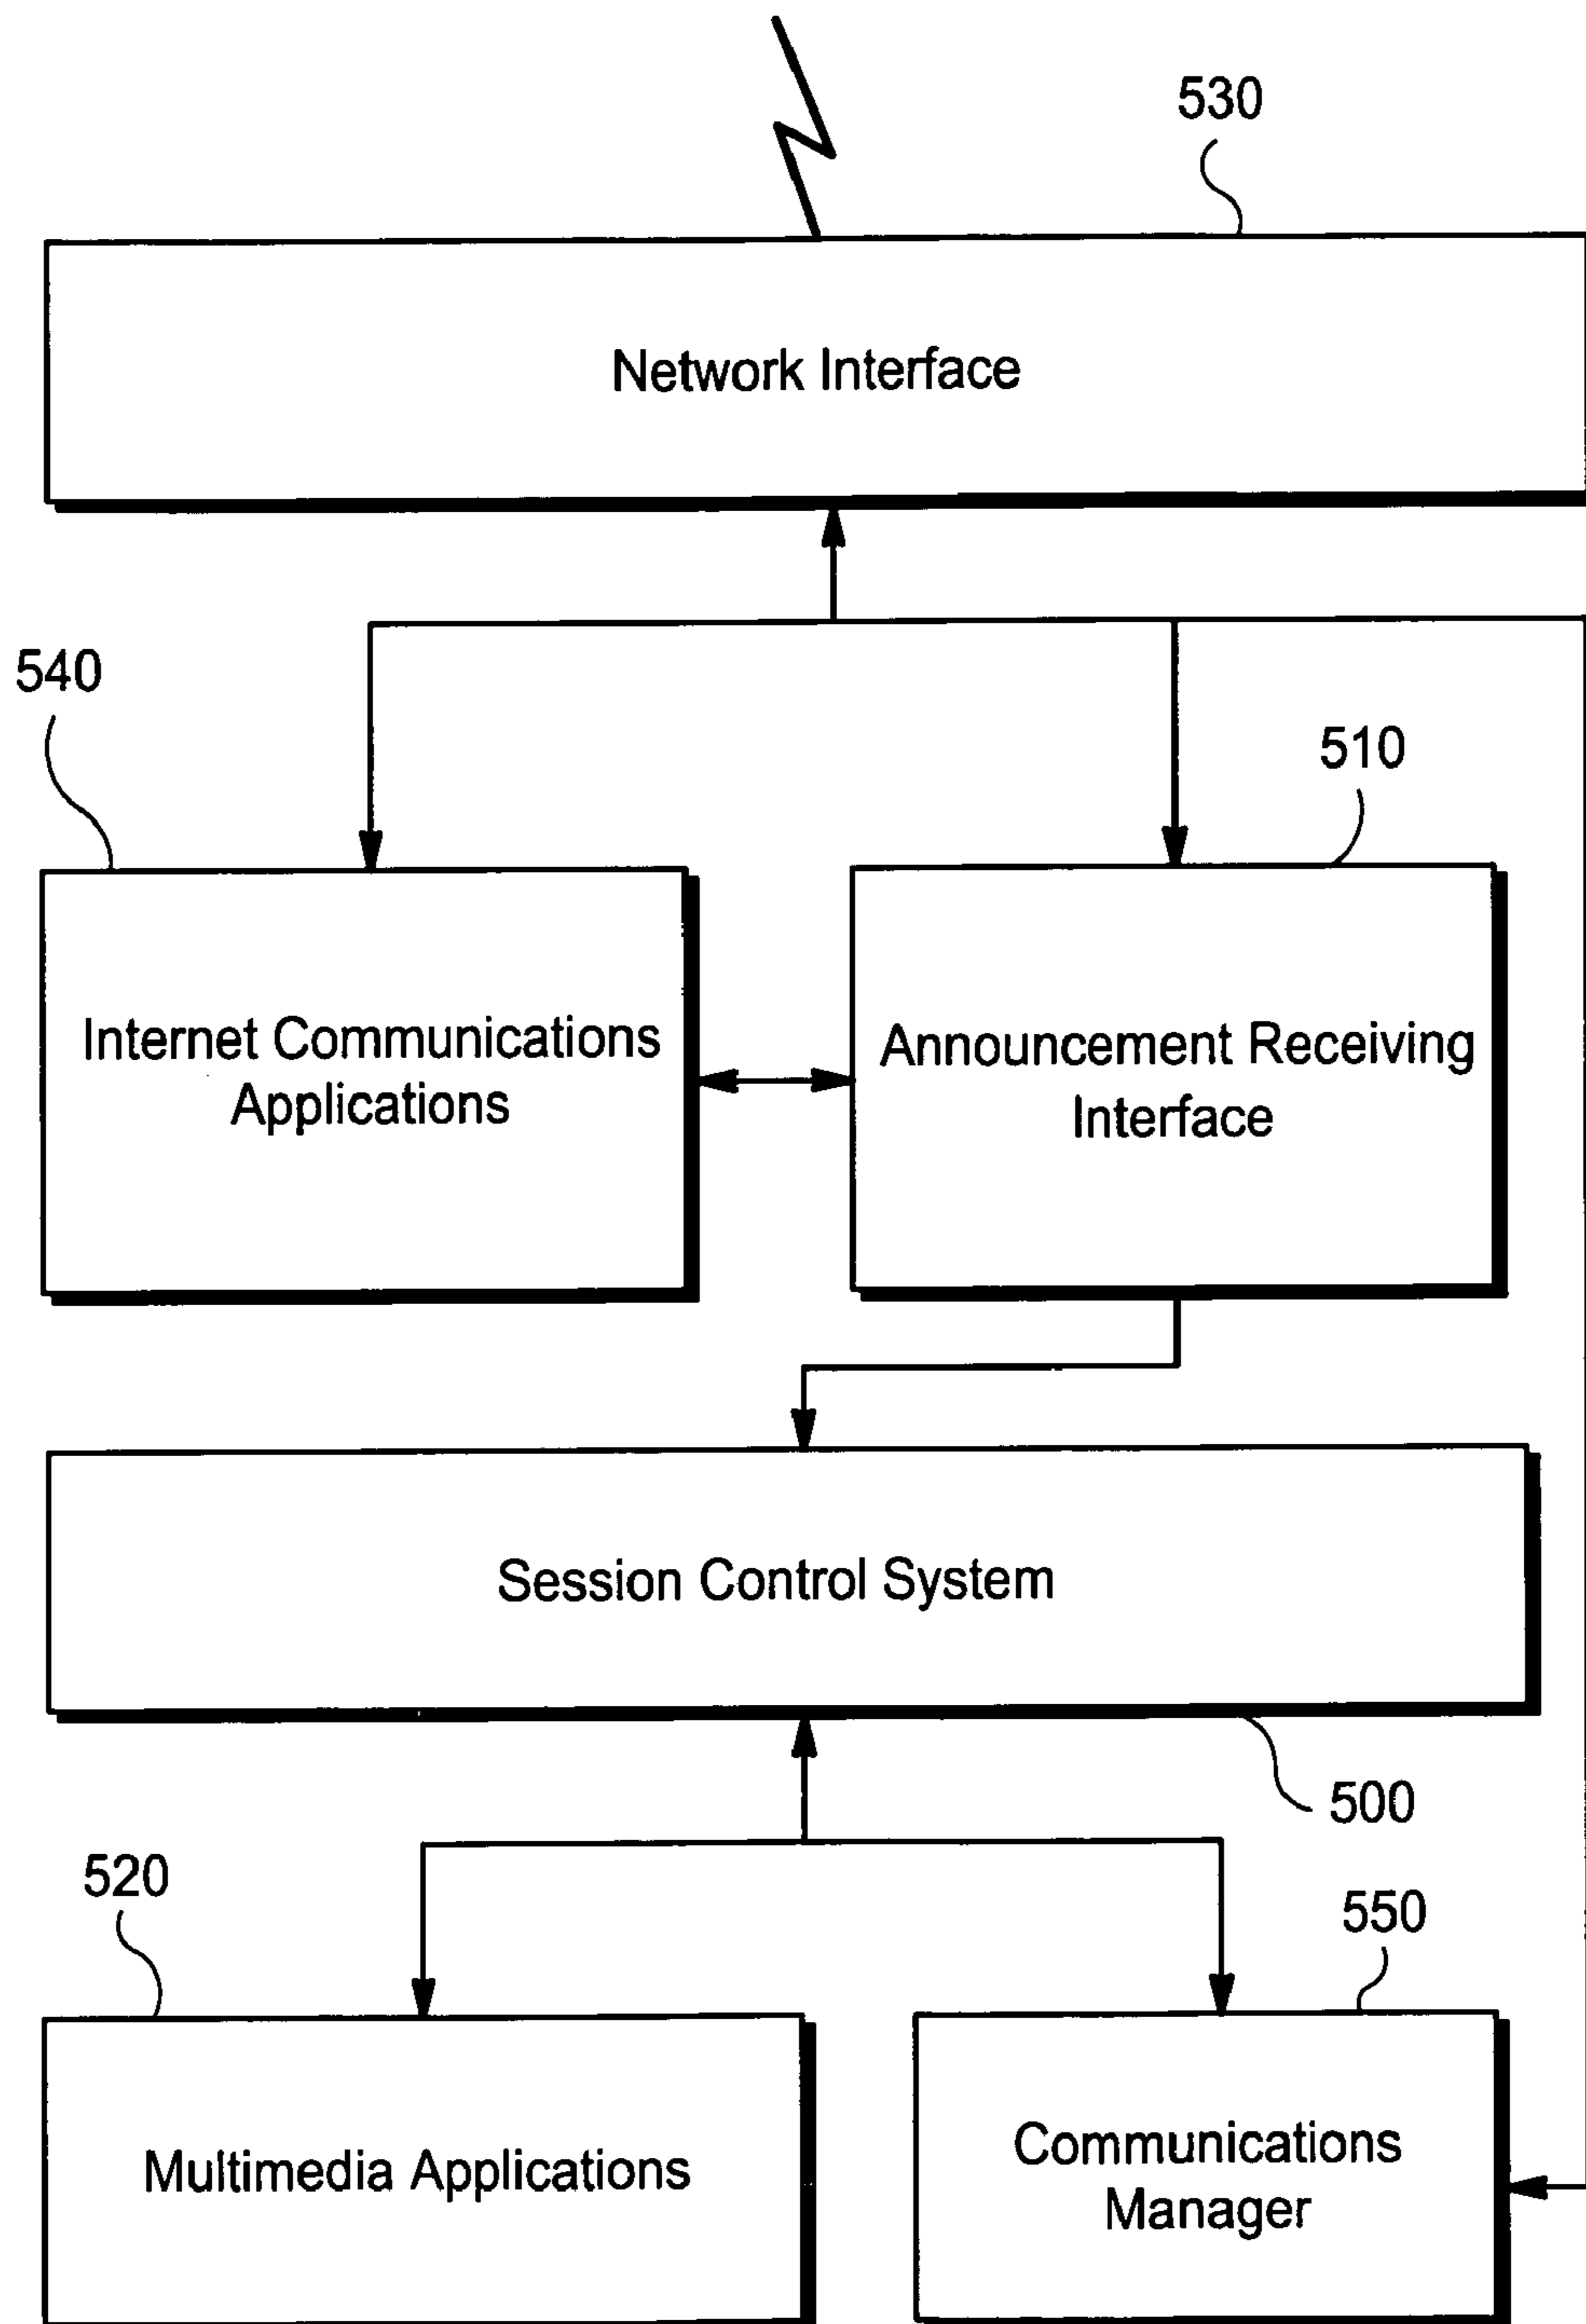 530
Network Interface
540
510
Internet Communications
Applications
Announcement Receiving
Interface
Session Control System
500
520
550
Multimedia Applications
Communications
Manager